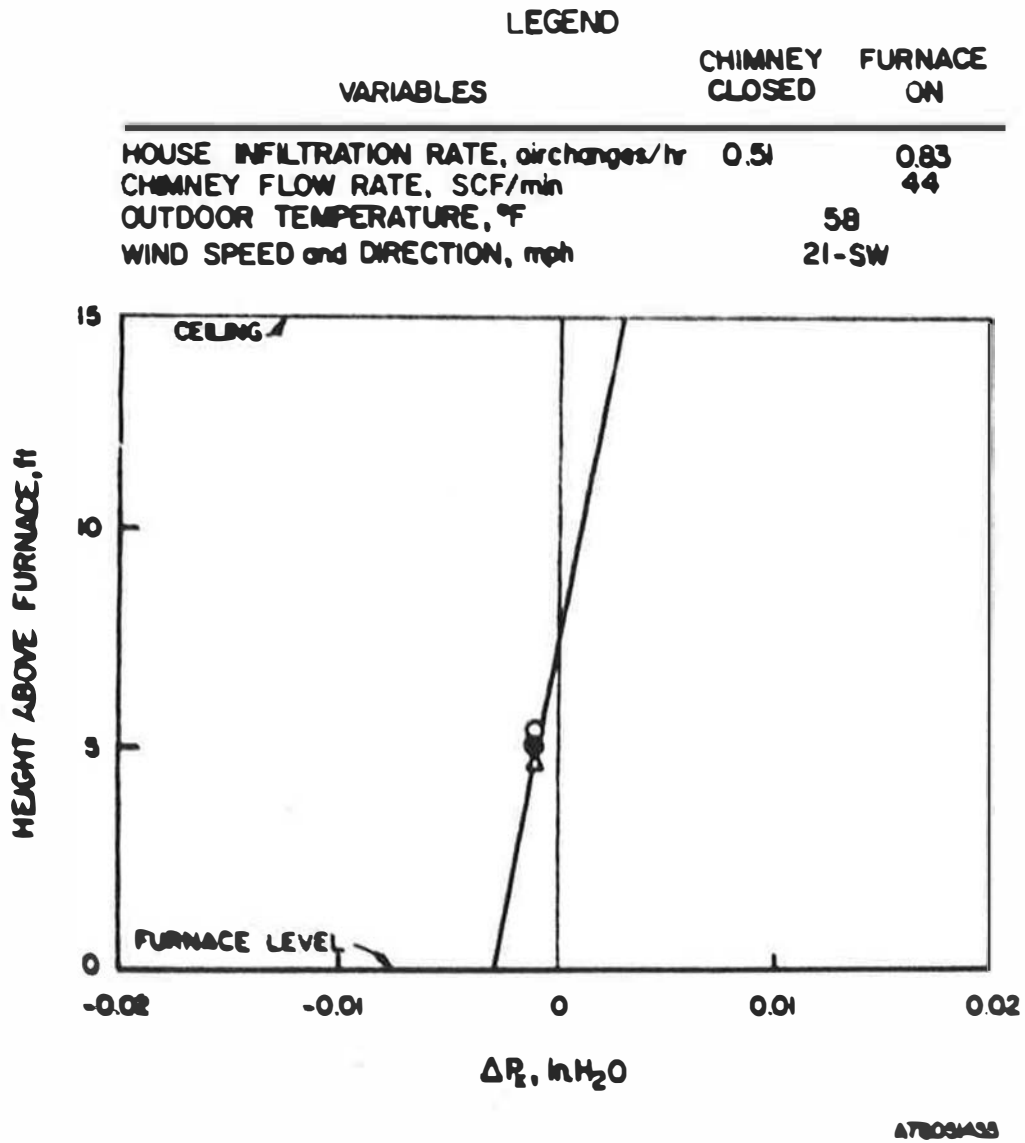 LEGEND
CHIMNEY FURNACE
VARIABLES CLOSED ON
HOUSE INFILTRATION RATE, airchanges/hr 0.51 0.83
CHIMNEY FLOW RATE, SCF/min 44
OUTDOOR TEMPERATURE, °F 58
WIND SPEED and DIRECTION, mph 21-SW
15
CEILING
10
HEIGHT ABOVE FURNACE, ft
5
FURNACE LEVEL
0
-0.02 -0.01 0 0.01 0.02
in H₂O